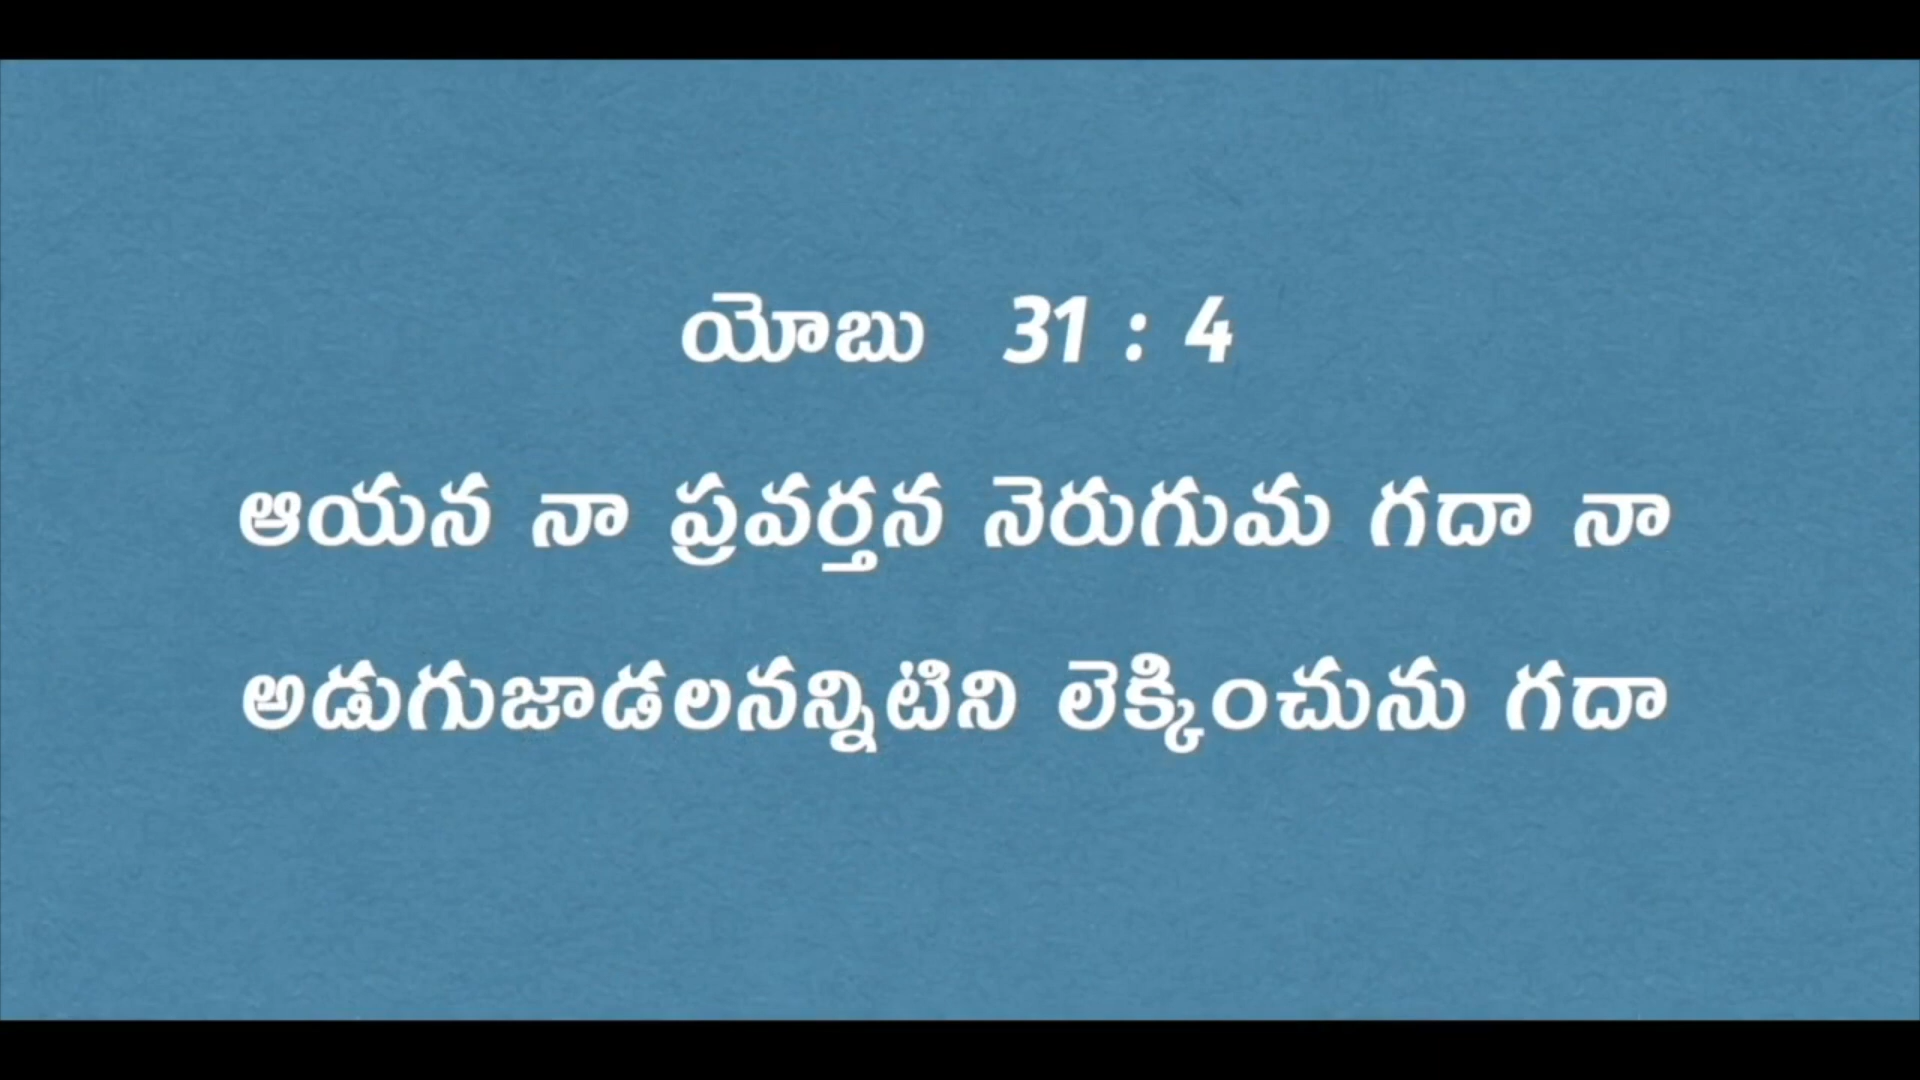 యోబు 31 : 4
ఆయన నా ప్రవర్తన నెరుగుమ గదా నా
అడుగుజాడలనన్నిటిని లెక్కించును గదా